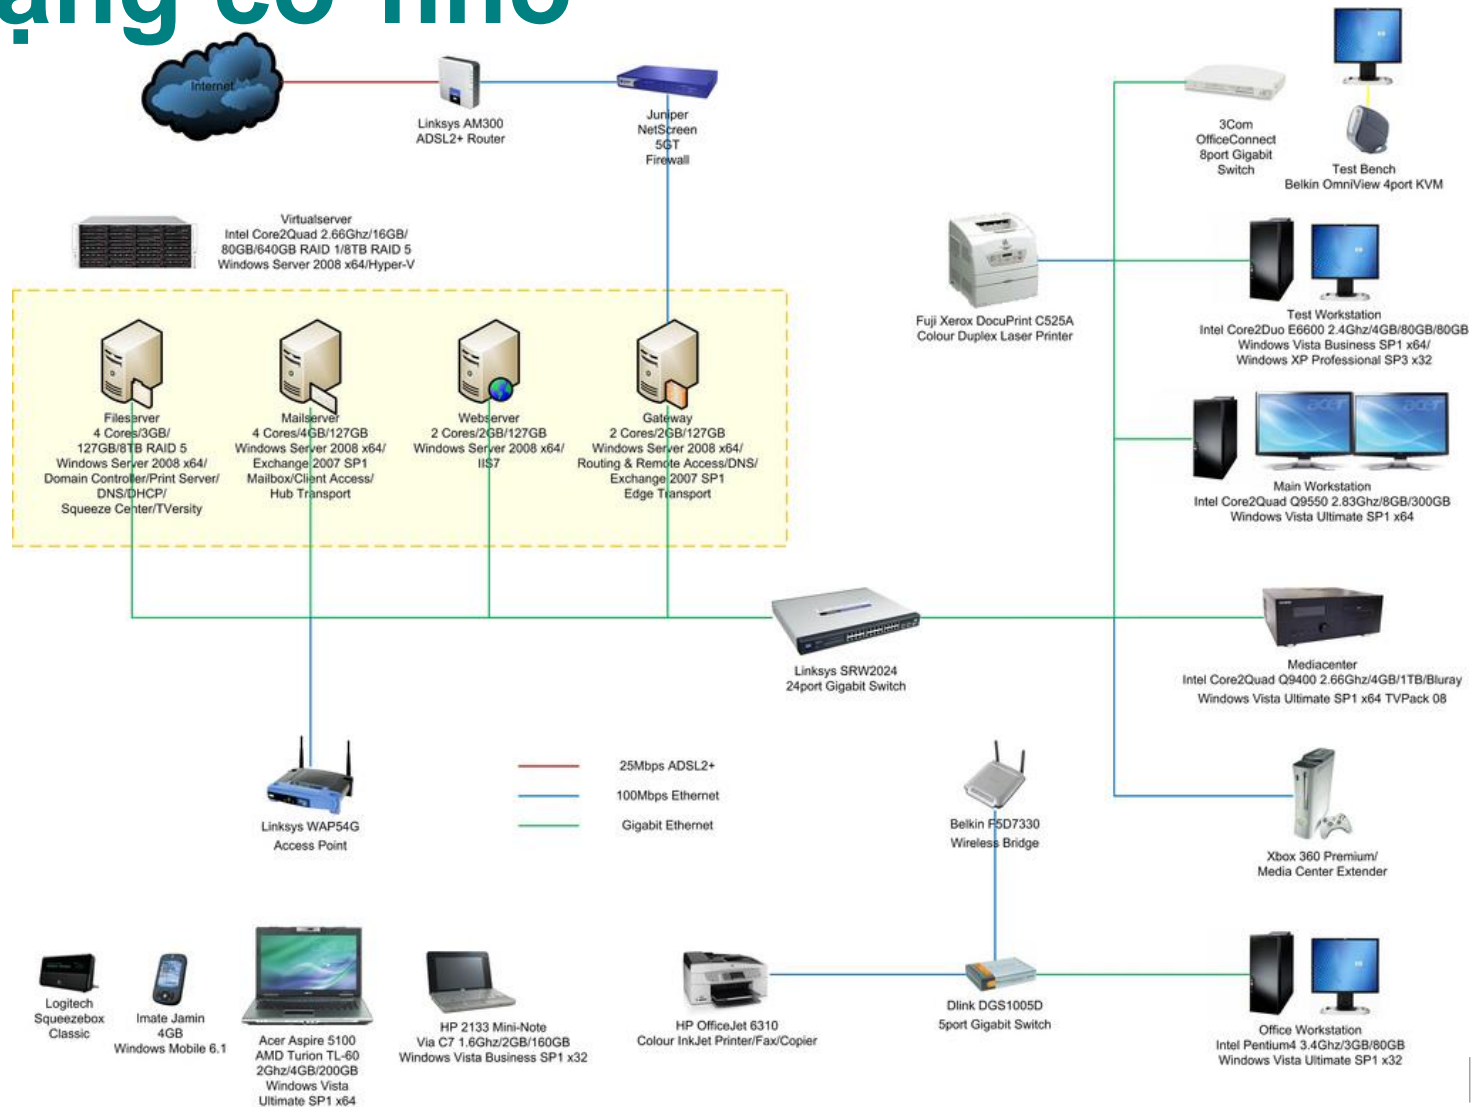 ạng cỡ nhỏ
Internet
Linksys AM300
ADSL2+ Router
Juniper
NetScreen
5GT
Firewall
3Com
OfficeConnect
8port Gigabit
Switch
Test Bench
Belkin OmniView 4port KVM
Virtualserver
Intel Core2Quad 2.66Ghz/16GB/
80GB/640GB RAID 1/8TB RAID 5
Windows Server 2008 x64/Hyper-V
Fuji Xerox DocuPrint C525A
Colour Duplex Laser Printer
Test Workstation
Intel Core2Duo E6600 2.4Ghz/4GB/80GB/80GB
Windows Vista Business SP1 x64/
Windows XP Professional SP3 x32
Fileserver
4 Cores/3GB/
127GB/8TB RAID 5
Windows Server 2008 x64/
Domain Controller/Print Server/
DNS/DHCP/
Squeeze Center/TVersity
Mailserver
4 Cores/4GB/127GB
Windows Server 2008 x64/
Exchange 2007 SP1
Mailbox/Client Access/
Hub Transport
Webserver
2 Cores/2GB/127GB
Windows Server 2008 x64/
IIS7
Gateway
2 Cores/2GB/127GB
Windows Server 2008 x64/
Routing & Remote Access/DNS/
Exchange 2007 SP1
Edge Transport
acer
acer
Main Workstation
Intel Core2Quad Q9550 2.83Ghz/8GB/300GB
Windows Vista Ultimate SP1 x64
Linksys SRW2024
24port Gigabit Switch
Mediacenter
Intel Core2Quad Q9400 2.66Ghz/4GB/1TB/Bluray
Windows Vista Ultimate SP1 x64 TVPack 08
Linksys WAP54G
Access Point
25Mbps ADSL2+
100Mbps Ethernet
Gigabit Ethernet
Belkin F5D7330
Wireless Bridge
Xbox 360 Premium/
Media Center Extender
Logitech
Squeezebox
Classic
Imate Jamin
4GB
Windows Mobile 6.1
Acer Aspire 5100
AMD Turion TL-60
2Ghz/4GB/200GB
Windows Vista
Ultimate SP1 x64
HP 2133 Mini-Note
Via C7 1.6Ghz/2GB/160GB
Windows Vista Business SP1 x32
HP OfficeJet 6310
Colour InkJet Printer/Fax/Copier
Dlink DGS1005D
5port Gigabit Switch
Office Workstation
Intel Pentium4 3.4Ghz/3GB/80GB
Windows Vista Ultimate SP1 x32